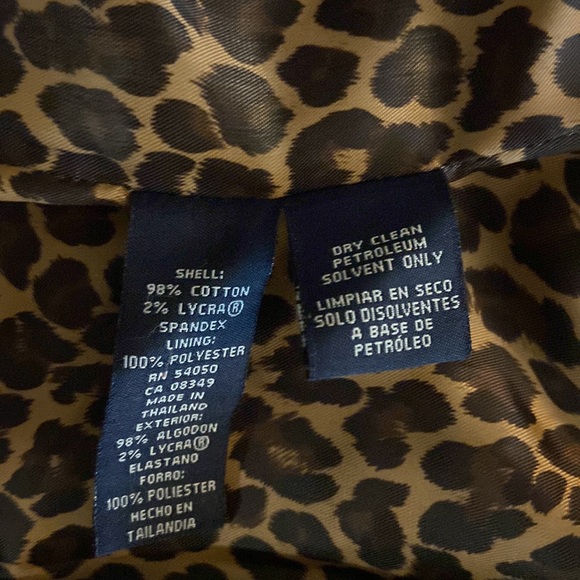 SHELL:
98% COTTON
2% LYCRA®
SPANDEX
LINING:
100% POLYESTER
RN 54050
CA 08349
MADE IN
THAILAND
EXTERIOR:
98% ALGODON
2% LYCRA®
ELASTANO
FORRO:
100% POLIESTER
HECHO EN
TAILANDIA
DRY CLEAN
PETROLEUM
SOLVENT ONLY
LIMPIAR EN SECO
SOLO DISOLVENTES
A BASE DE
PETRÓLEO